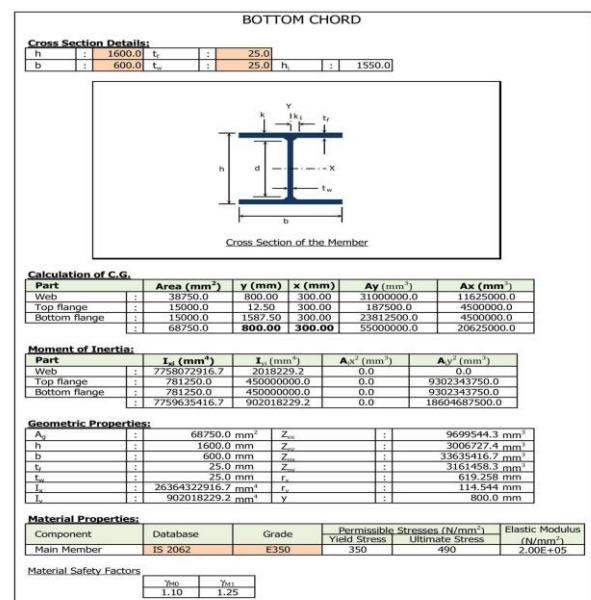 BOTTOM CHORD
Cross Section Details:
h : 1600.0 tf : 25.0
b : 600.0 tw : 25.0 hi : 1550.0
Y
k k1 tf
h d X
tw
b
Cross Section of the Member
Calculation of C.G.
Part Area (mm²) y (mm) x (mm) Ay (mm³) Ax (mm³)
Web : 38750.0 800.00 300.00 31000000.0 11625000.0
Top flange : 15000.0 12.50 300.00 187500.0 4500000.0
Bottom flange : 15000.0 1587.50 300.00 23812500.0 4500000.0
: 68750.0 800.00 300.00 55000000.0 20625000.0
Moment of Inertia:
Part Ixi (mm⁴) (mm⁴) Aix² (mm³) Aiy² (mm³)
Web : 7758072916.7 2018229.2 0.0 0.0
Top flange : 781250.0 450000000.0 0.0 9302343750.0
Bottom flange : 781250.0 450000000.0 0.0 9302343750.0
: 7759635416.7 902018229.2 0.0 18604687500.0
Geometric Properties:
Ag : 68750.0 mm² : 9699544.3 mm³
h : 1600.0 mm : 3006727.4 mm³
b : 600.0 mm : 33635416.7 mm³
tf : 25.0 mm : 3161458.3 mm³
tw : 25.0 mm : 619.258 mm
Ix : 26364322916.7 mm⁴ : 114.544 mm
Iy : 902018229.2 mm⁴ y : 800.0 mm
Material Properties:
Component Database Grade Permissible Stresses (N/mm²) Elastic Modulus (N/mm²)
Yield Stress Ultimate Stress
Main Member IS 2062 E350 350 490 2.00E+05
Material Safety Factors
γM0 γM1
1.10 1.25